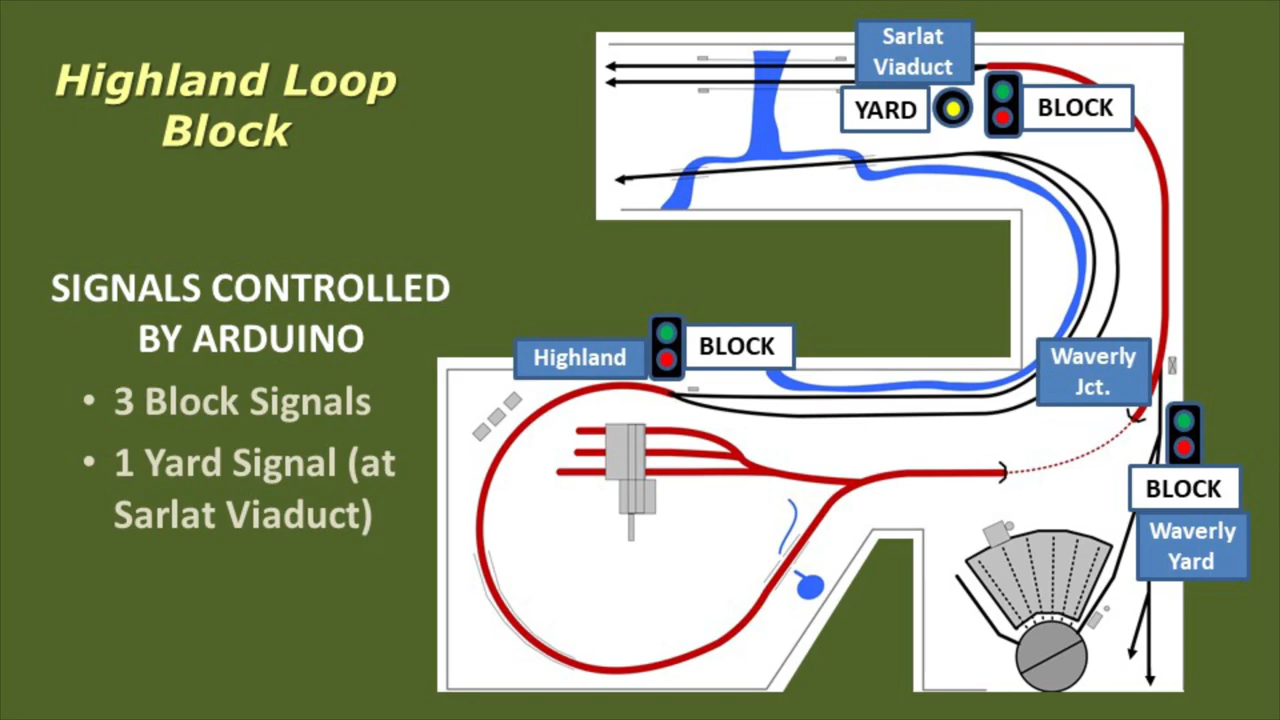 Highland Loop
Block
SIGNALS CONTROLLED
BY ARDUINO
• 3 Block Signals
• 1 Yard Signal (at
Sarlat Viaduct)
Sarlat
Viaduct
YARD
BLOCK
Highland
BLOCK
Waverly
Jct.
BLOCK
Waverly
Yard